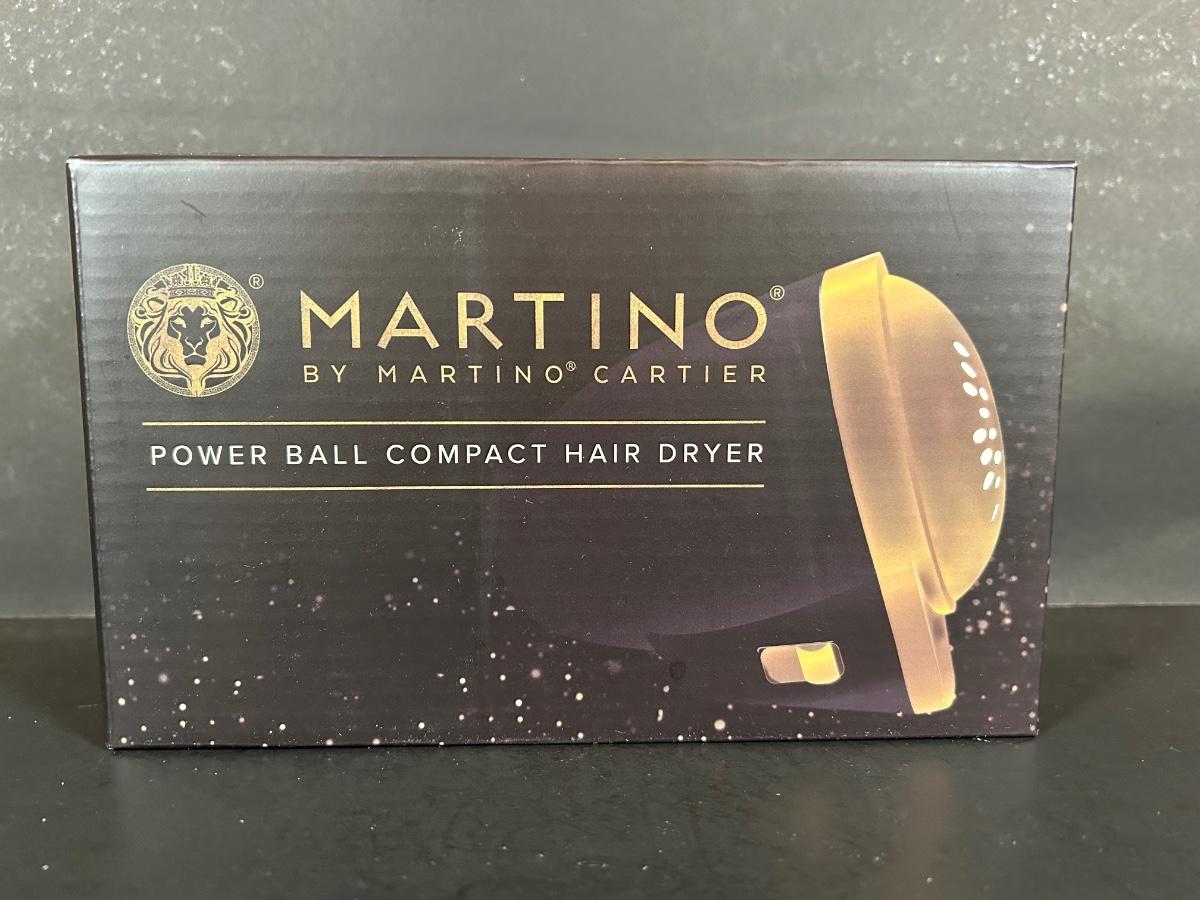 ®
MARTINO®
BY MARTINO® CARTIER
POWER BALL COMPACT HAIR DRYER